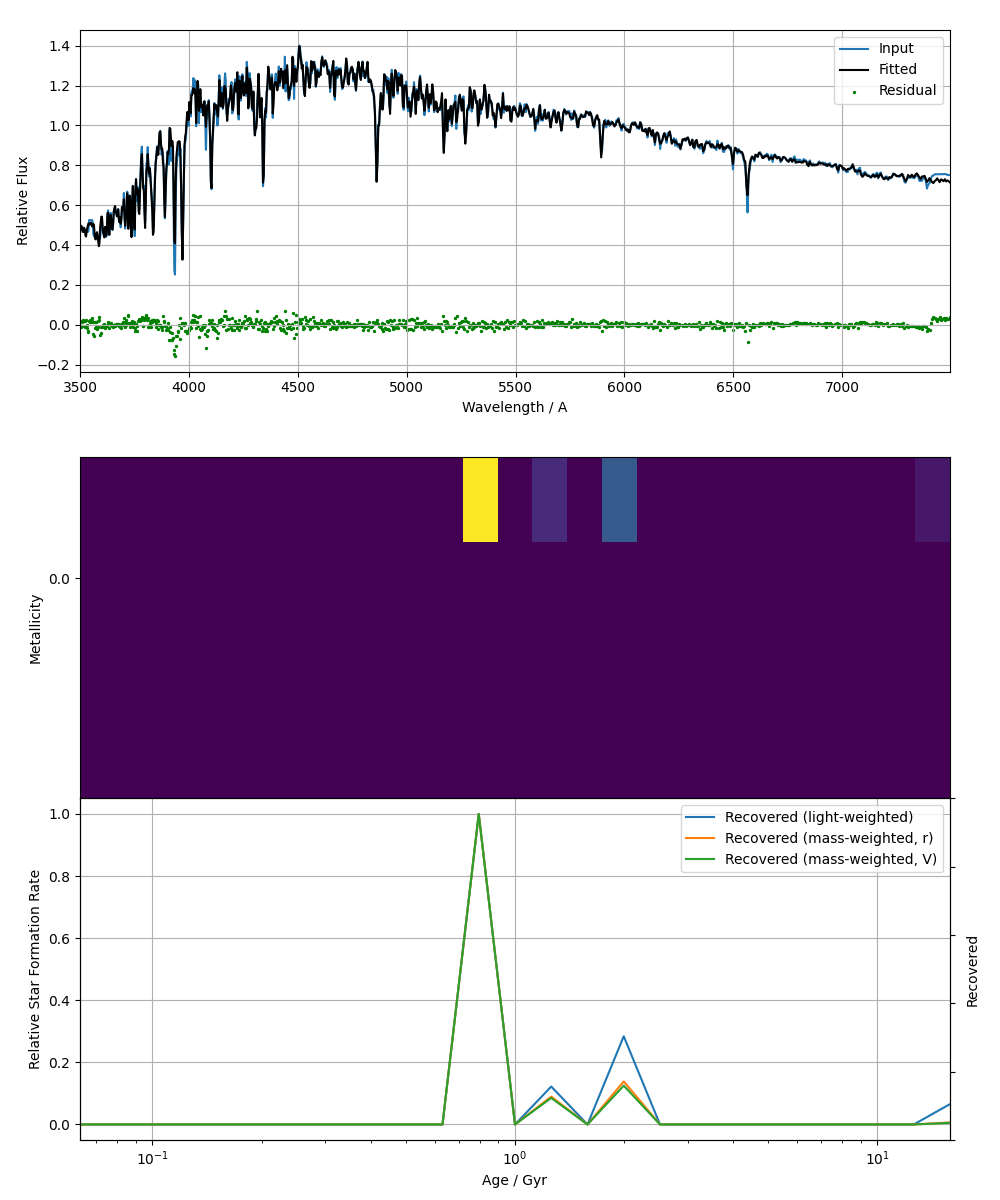 1.4
1.2
1.0
0.8
0.6
0.4
0.2
0.0
−0.2
Relative Flux
Input
Fitted
Residual
3500 4000 4500 5000 5500 6000 6500 7000
Wavelength / A
0.0
Metallicity
1.0
0.8
0.6
0.4
0.2
0.0
Relative Star Formation Rate
Recovered (light-weighted)
Recovered (mass-weighted, r)
Recovered (mass-weighted, V)
Recovered
10⁻¹ 10⁰ 10¹
Age / Gyr